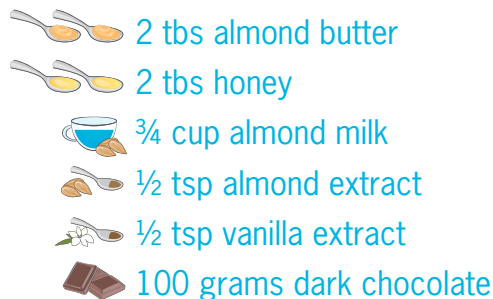 2 tbs almond butter
2 tbs honey
¾ cup almond milk
½ tsp almond extract
½ tsp vanilla extract
100 grams dark chocolate